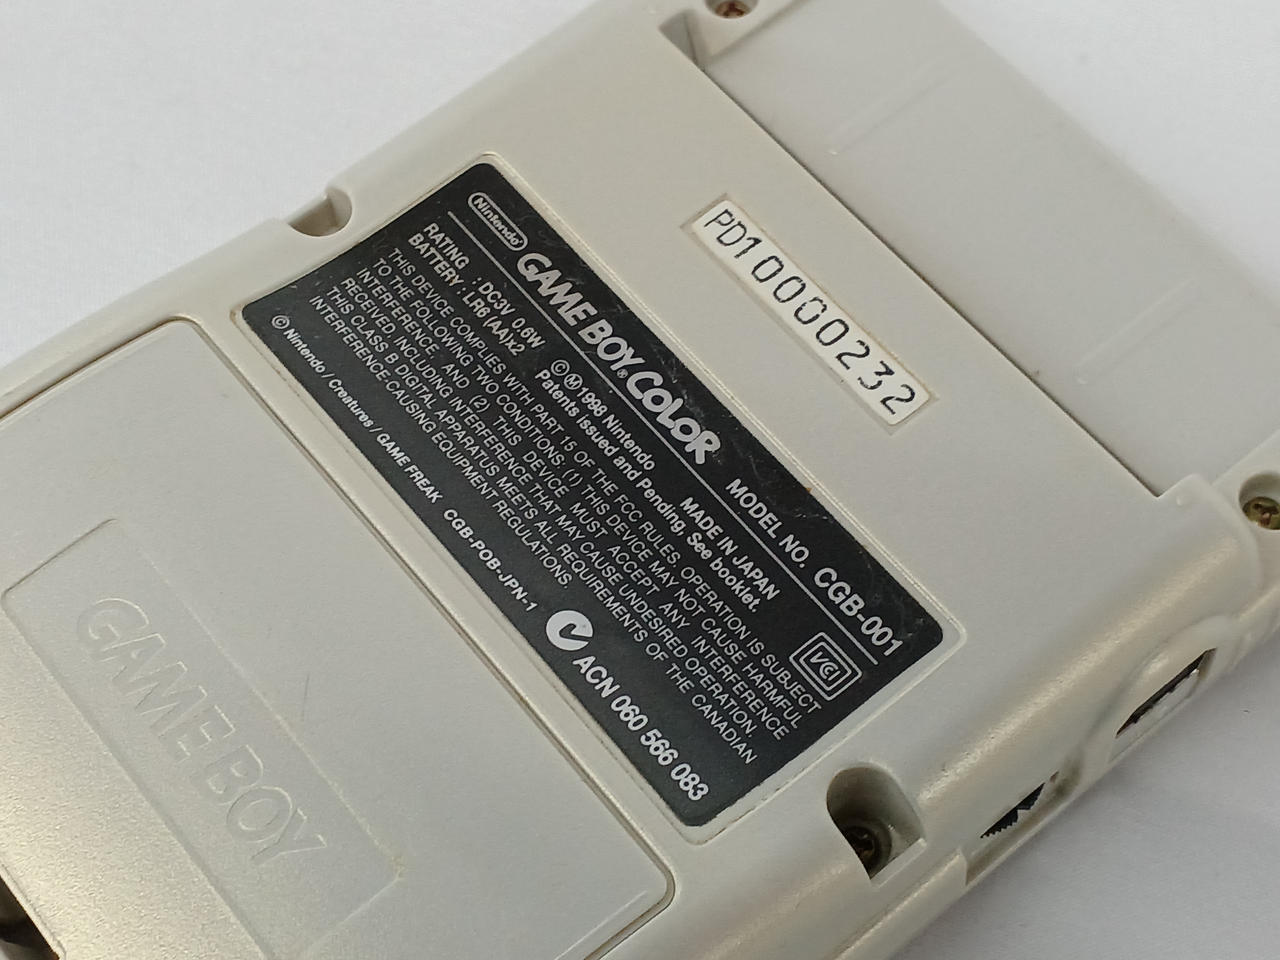 PD10000232
Nintendo®
GAME BOY® COLOR MODEL NO. CGB-001
RATING : DC3V 0.6W © Ⓜ 1998 Nintendo MADE IN JAPAN
BATTERY : LR6 (AA)x2 Patents issued and Pending. See booklet.
THIS DEVICE COMPLIES WITH PART 15 OF THE FCC RULES. OPERATION IS SUBJECT
TO THE FOLLOWING TWO CONDITIONS; (1) THIS DEVICE MAY NOT CAUSE HARMFUL
INTERFERENCE, AND (2) THIS DEVICE MUST ACCEPT ANY INTERFERENCE
RECEIVED, INCLUDING INTERFERENCE THAT MAY CAUSE UNDESIRED OPERATION.
THIS CLASS B DIGITAL APPARATUS MEETS ALL REQUIREMENTS OF THE CANADIAN
INTERFERENCE-CAUSING EQUIPMENT REGULATIONS.
VCI
© Nintendo / Creatures / GAME FREAK CGB-POB-JPN-1 ACN 060 566 083
GAME BOY